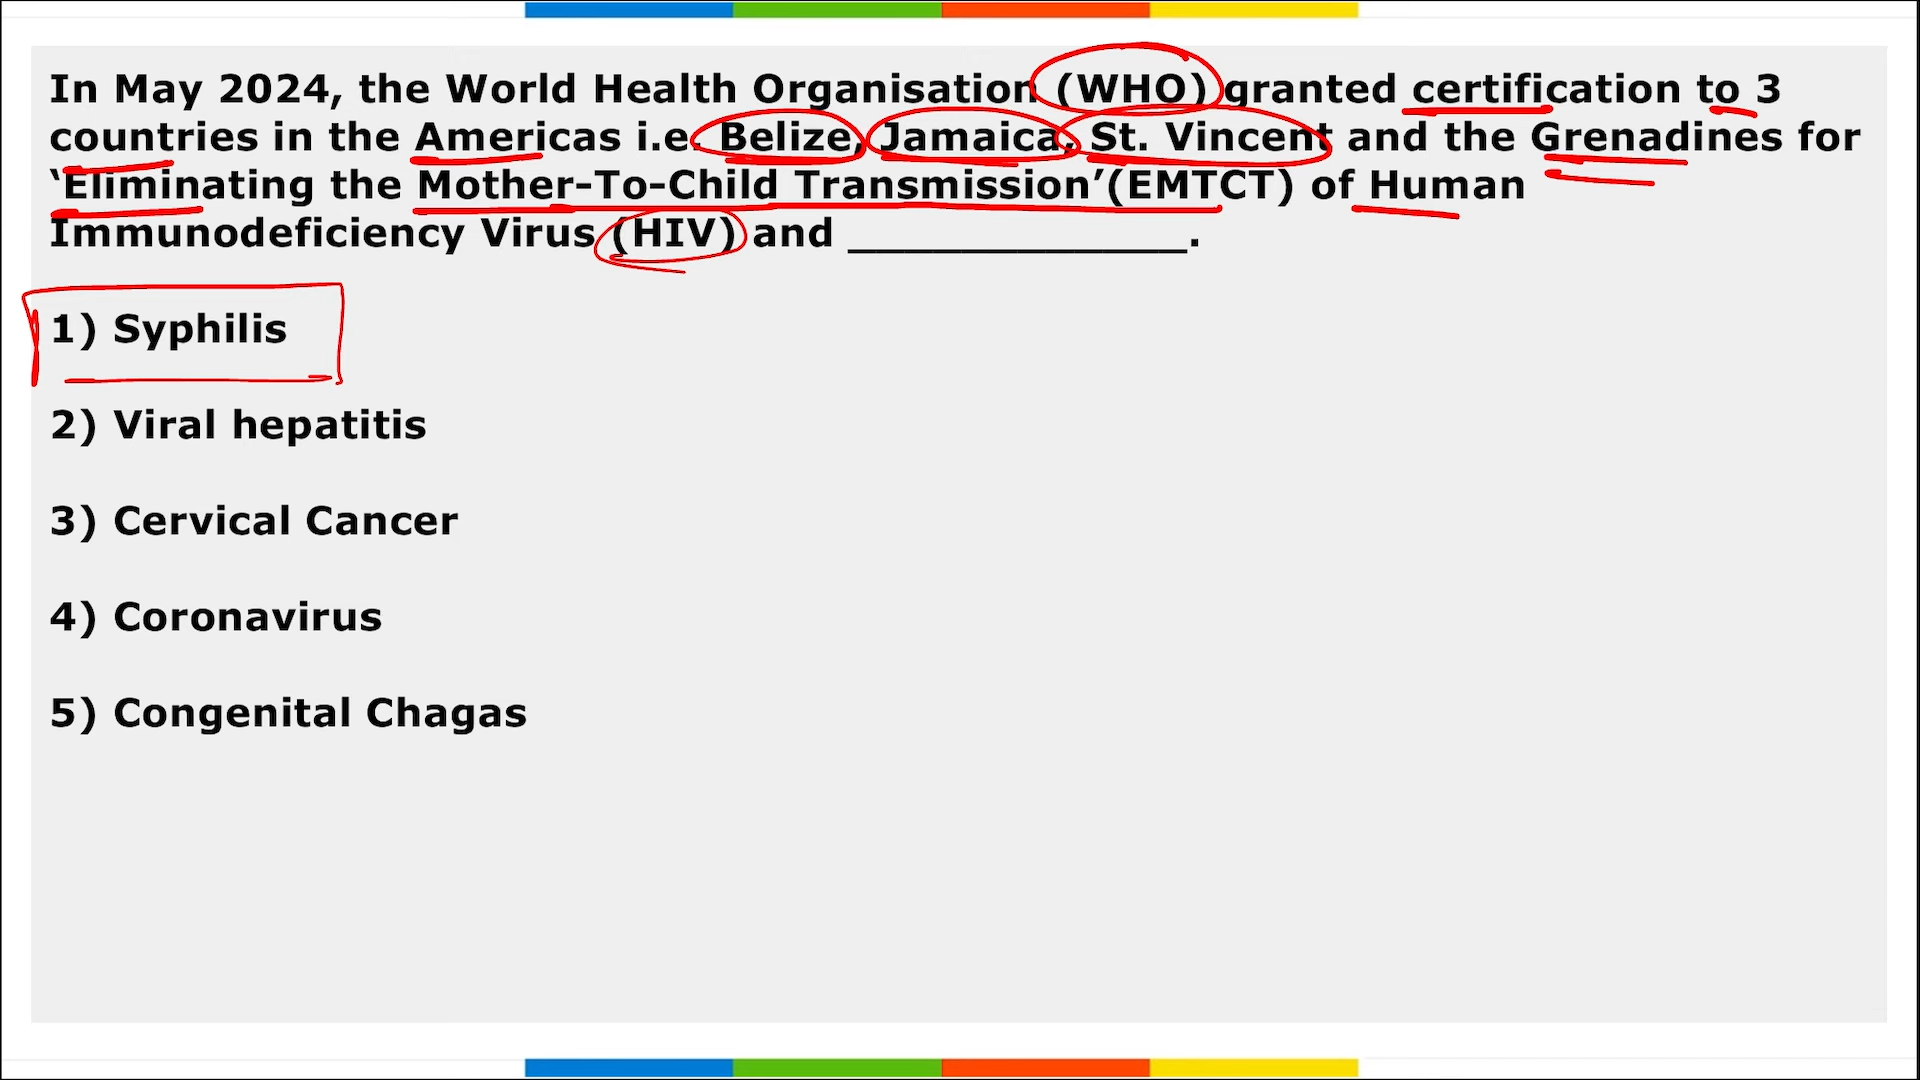 In May 2024, the World Health Organisation (WHO) granted certification to 3
countries in the Americas i.e. Belize, Jamaica, St. Vincent and the Grenadines for
‘Eliminating the Mother-To-Child Transmission’(EMTCT) of Human
Immunodeficiency Virus (HIV) and ________________.
1) Syphilis
2) Viral hepatitis
3) Cervical Cancer
4) Coronavirus
5) Congenital Chagas